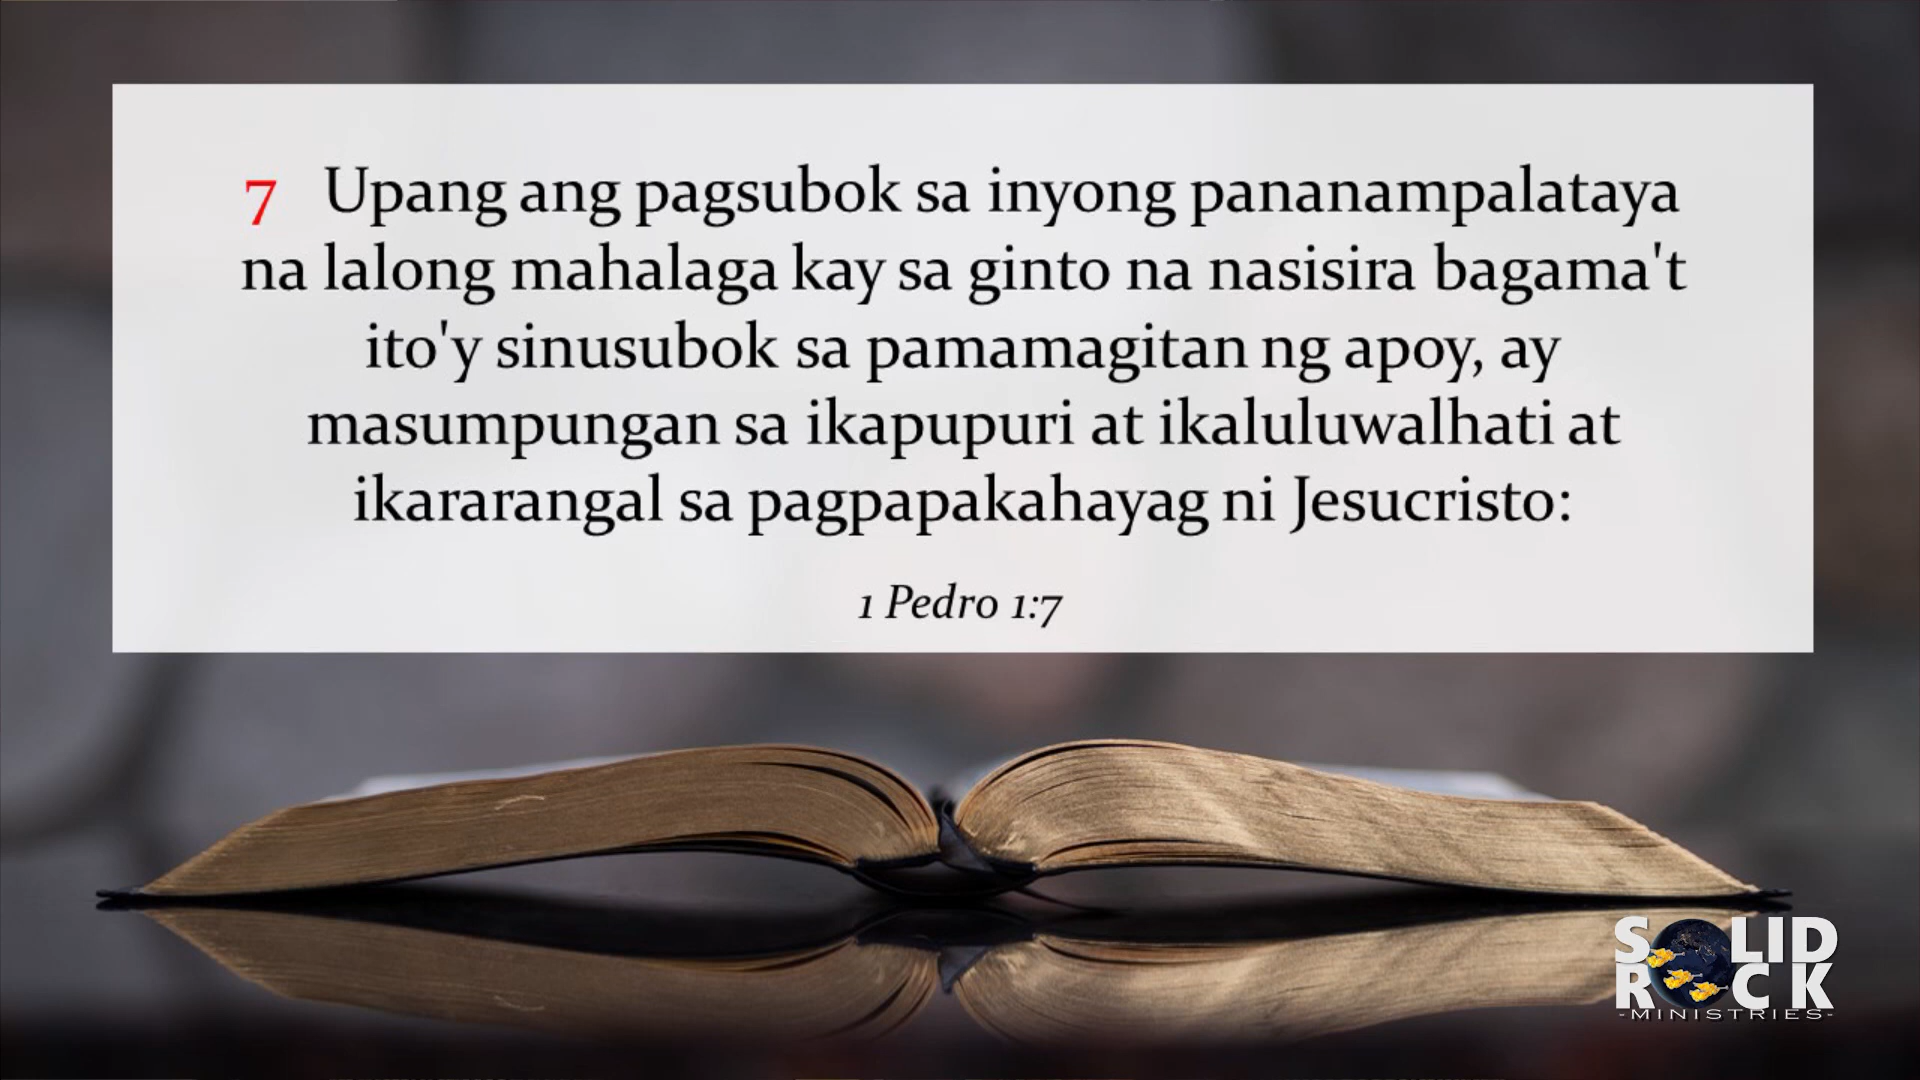 7 Upang ang pagsubok sa inyong pananampalataya
na lalong mahalaga kay sa ginto na nasisira bagama't
ito'y sinusubok sa pamamagitan ng apoy, ay
masumpungan sa ikapupuri at ikaluluwalhati at
ikararangal sa pagpapakahayag ni Jesucristo:
1 Pedro 1:7
SOLID
ROCK
-MINISTRIES-